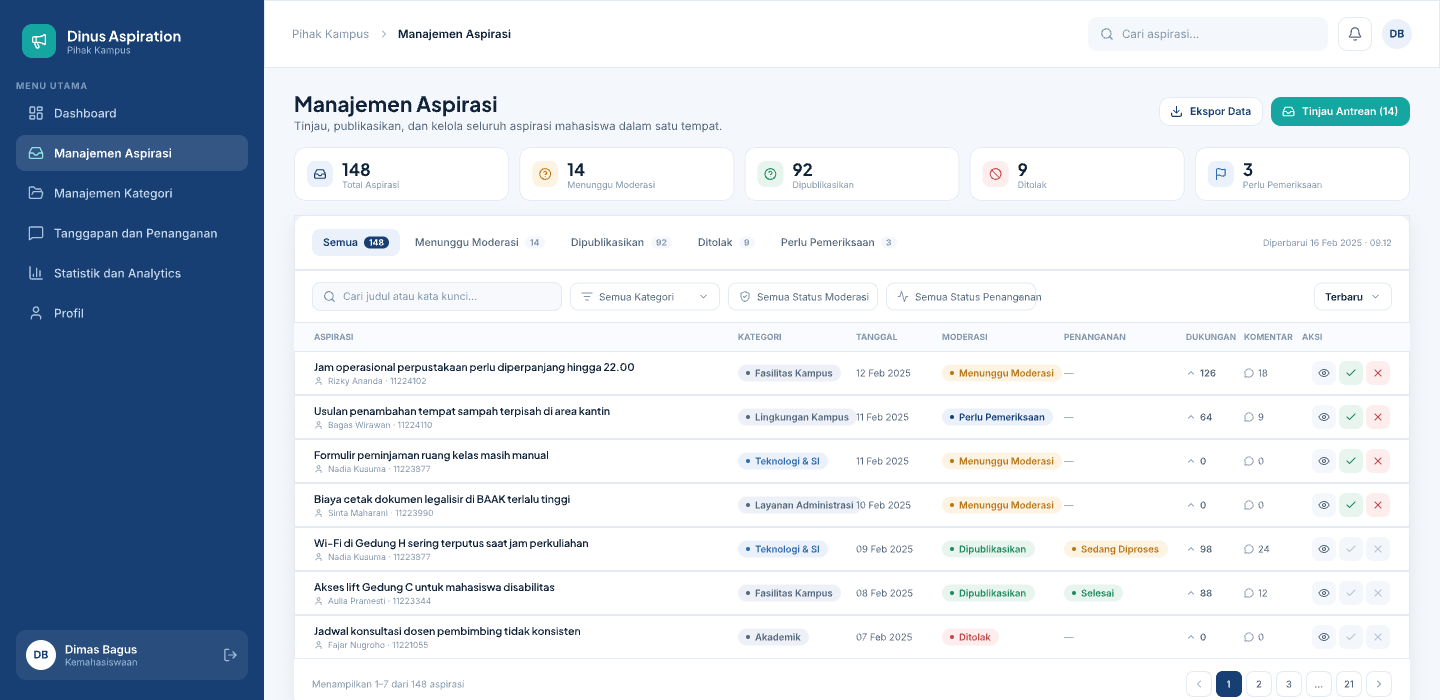 Dinus Aspiration
Pihak Kampus
MENU UTAMA
Dashboard
Manajemen Aspirasi
Manajemen Kategori
Tanggapan dan Penanganan
Statistik dan Analytics
Profil
DB
Dimas Bagus
Kemahasiswaan
Pihak Kampus > Manajemen Aspirasi
Cari aspirasi...
DB
Manajemen Aspirasi
Tinjau, publikasikan, dan kelola seluruh aspirasi mahasiswa dalam satu tempat.
Ekspor Data
Tinjau Antrean (14)
148
Total Aspirasi
14
Menunggu Moderasi
92
Dipublikasikan
9
Ditolak
3
Perlu Pemeriksaan
Semua 148 Menunggu Moderasi 14 Dipublikasikan 92 Ditolak 9 Perlu Pemeriksaan 3 Diperbarui 16 Feb 2025 · 09.12
Cari judul atau kata kunci... Semua Kategori Semua Status Moderasi Semua Status Penanganan Terbaru
ASPIRASI KATEGORI TANGGAL MODERASI PENANGANAN DUKUNGAN KOMENTAR AKSI
Jam operasional perpustakaan perlu diperpanjang hingga 22.00
Rizky Ananda · 11224102
Fasilitas Kampus 12 Feb 2025 Menunggu Moderasi — 126 18
Usulan penambahan tempat sampah terpisah di area kantin
Bagas Wirawan · 11224110
Lingkungan Kampus 11 Feb 2025 Perlu Pemeriksaan — 64 9
Formulir peminjaman ruang kelas masih manual
Nadia Kusuma · 11223877
Teknologi & SI 11 Feb 2025 Menunggu Moderasi — 0 0
Biaya cetak dokumen legalisir di BAAK terlalu tinggi
Sinta Maharani · 11223990
Layanan Administrasi 10 Feb 2025 Menunggu Moderasi — 0 0
Wi-Fi di Gedung H sering terputus saat jam perkuliahan
Nadia Kusuma · 11223877
Teknologi & SI 09 Feb 2025 Dipublikasikan Sedang Diproses 98 24
Akses lift Gedung C untuk mahasiswa disabilitas
Aulia Pramesti · 11223344
Fasilitas Kampus 08 Feb 2025 Dipublikasikan Selesai 88 12
Jadwal konsultasi dosen pembimbing tidak konsisten
Fajar Nugroho · 11221055
Akademik 07 Feb 2025 Ditolak — 0 0
Menampilkan 1–7 dari 148 aspirasi
1 2 3 ... 21